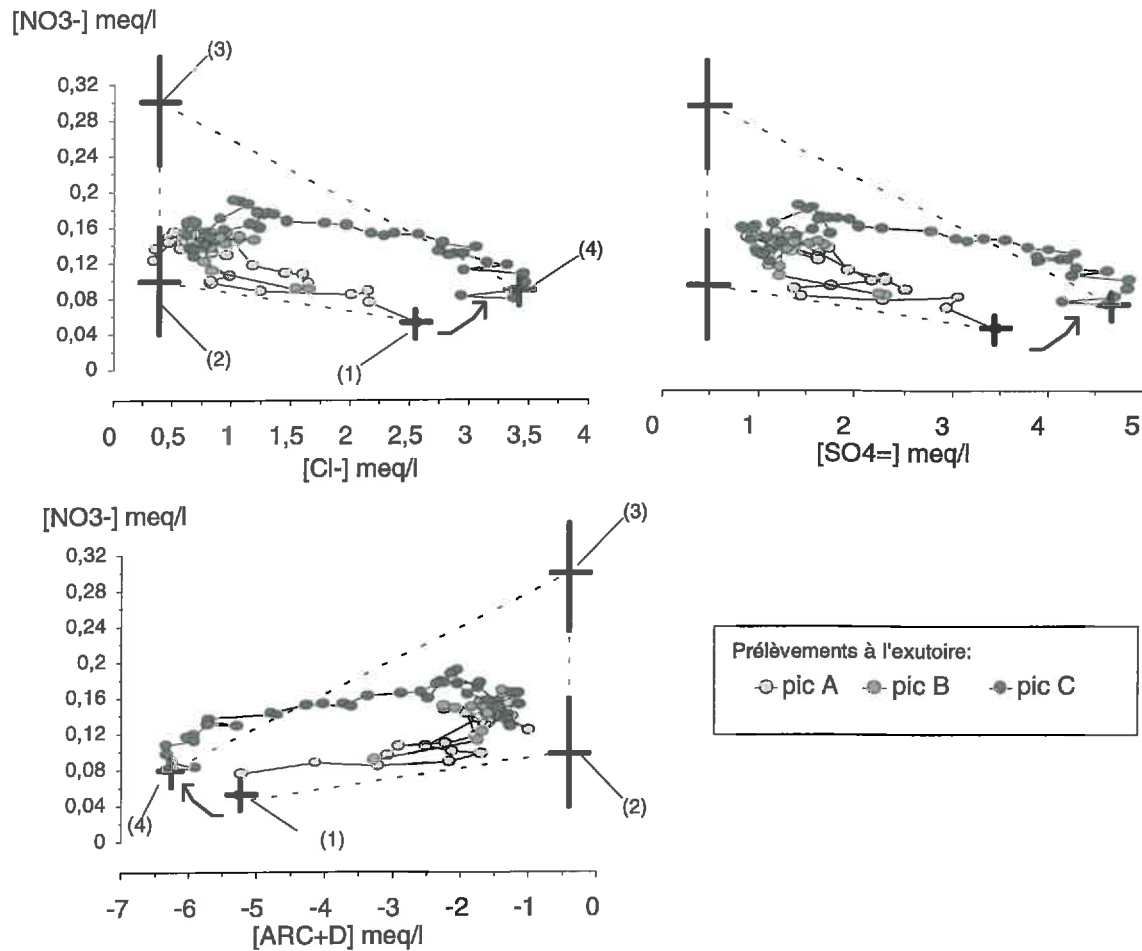 [NO3-] meq/l
(3)
0,32
0,28
0,24
0,2
0,16
0,12
0,08
0,04
0
(4)
(2)
(1)
0 0,5 1 1,5 2 2,5 3 3,5 4
[Cl-] meq/l
0 1 2 3 4 5
[SO4=] meq/l
[NO3-] meq/l
(3)
0,32
0,28
0,24
0,2
0,16
0,12
0,08
0,04
0
(4)
(1)
(2)
-7 -6 -5 -4 -3 -2 -1 0
[ARC+D] meq/l
Prélèvements à l'exutoire:
pic A pic B pic C